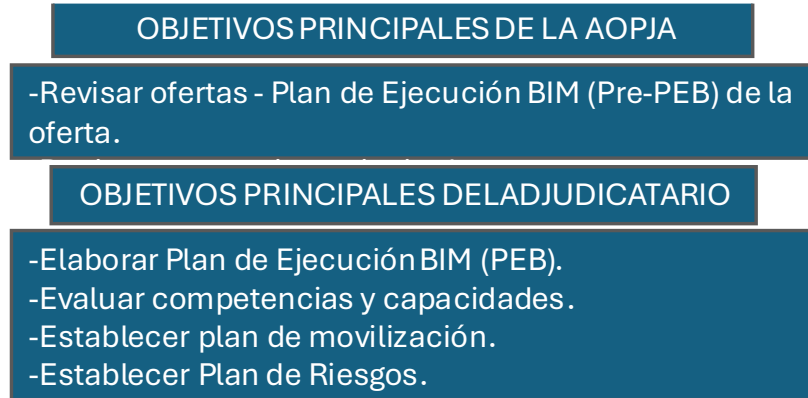 OBJETIVOS PRINCIPALES DE LA AOPJA
-Revisar ofertas - Plan de Ejecución BIM (Pre-PEB) de la
oferta.
OBJETIVOS PRINCIPALES DELADJUDICATARIO
-Elaborar Plan de Ejecución BIM (PEB).
-Evaluar competencias y capacidades.
-Establecer plan de movilización.
-Establecer Plan de Riesgos.